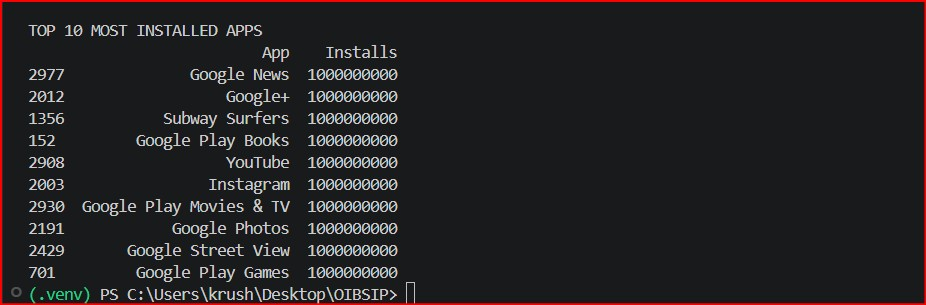 TOP 10 MOST INSTALLED APPS
App Installs
2977 Google News 1000000000
2012 Google+ 1000000000
1356 Subway Surfers 1000000000
152 Google Play Books 1000000000
2908 YouTube 1000000000
2003 Instagram 1000000000
2930 Google Play Movies & TV 1000000000
2191 Google Photos 1000000000
2429 Google Street View 1000000000
701 Google Play Games 1000000000
(.venv) PS C:\Users\krush\Desktop\OIBSIP>